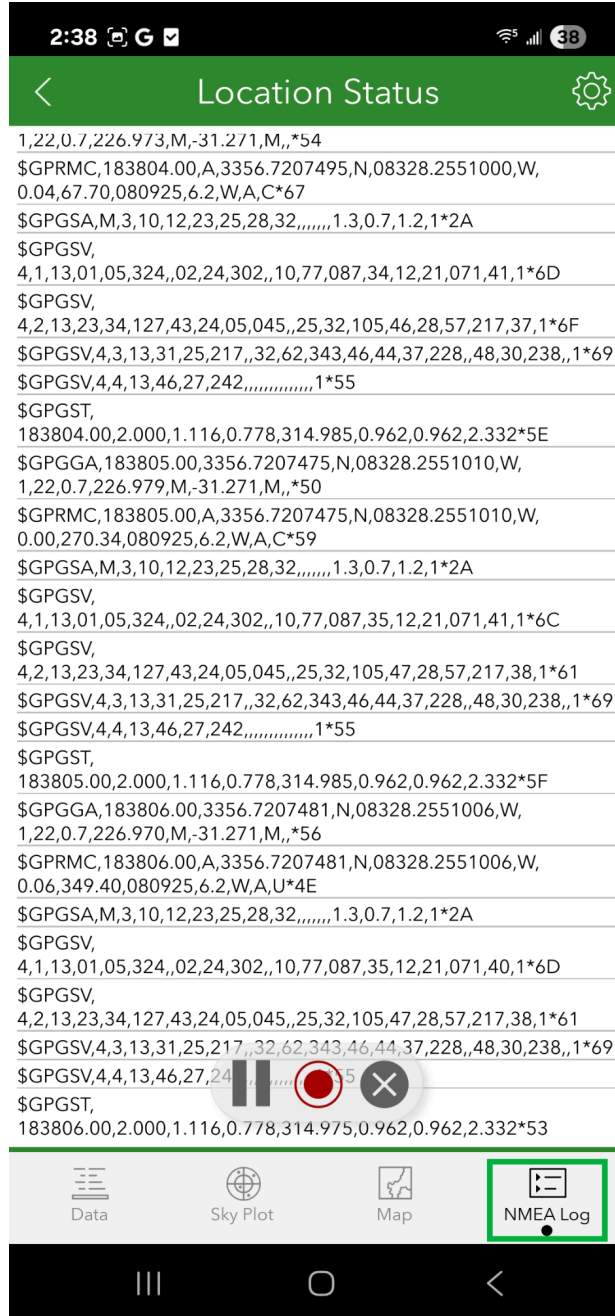 2:38 G 5 38
Location Status
1,22,0.7,226.973,M,-31.271,M,,*54
$GPRMC,183804.00,A,3356.7207495,N,08328.2551000,W,
0.04,67.70,080925,6.2,W,A,C*67
$GPGSA,M,3,10,12,23,25,28,32,,,,,,,1.3,0.7,1.2,1*2A
$GPGSV,
4,1,13,01,05,324,,02,24,302,,10,77,087,34,12,21,071,41,1*6D
$GPGSV,
4,2,13,23,34,127,43,24,05,045,,25,32,105,46,28,57,217,37,1*6F
$GPGSV,4,3,13,31,25,217,,32,62,343,46,44,37,228,,48,30,238,,1*69
$GPGSV,4,4,13,46,27,242,,,,,,,,,,,,,,1*55
$GPGST,
183804.00,2.000,1.116,0.778,314.985,0.962,0.962,2.332*5E
$GPGGA,183805.00,3356.7207475,N,08328.2551010,W,
1,22,0.7,226.979,M,-31.271,M,,*50
$GPRMC,183805.00,A,3356.7207475,N,08328.2551010,W,
0.00,270.34,080925,6.2,W,A,C*59
$GPGSA,M,3,10,12,23,25,28,32,,,,,,,1.3,0.7,1.2,1*2A
$GPGSV,
4,1,13,01,05,324,,02,24,302,,10,77,087,35,12,21,071,41,1*6C
$GPGSV,
4,2,13,23,34,127,43,24,05,045,,25,32,105,47,28,57,217,38,1*61
$GPGSV,4,3,13,31,25,217,,32,62,343,46,44,37,228,,48,30,238,,1*69
$GPGSV,4,4,13,46,27,242,,,,,,,,,,,,,,1*55
$GPGST,
183805.00,2.000,1.116,0.778,314.985,0.962,0.962,2.332*5F
$GPGGA,183806.00,3356.7207481,N,08328.2551006,W,
1,22,0.7,226.970,M,-31.271,M,,*56
$GPRMC,183806.00,A,3356.7207481,N,08328.2551006,W,
0.06,349.40,080925,6.2,W,A,U*4E
$GPGSA,M,3,10,12,23,25,28,32,,,,,,,1.3,0.7,1.2,1*2A
$GPGSV,
4,1,13,01,05,324,,02,24,302,,10,77,087,35,12,21,071,40,1*6D
$GPGSV,
4,2,13,23,34,127,43,24,05,045,,25,32,105,47,28,57,217,38,1*61
$GPGSV,4,3,13,31,25,217,,32,62,343,46,44,37,228,,48,30,238,,1*69
$GPGSV,4,4,13,46,27,24
$GPGST,
183806.00,2.000,1.116,0.778,314.975,0.962,0.962,2.332*53
Data Sky Plot Map NMEA Log